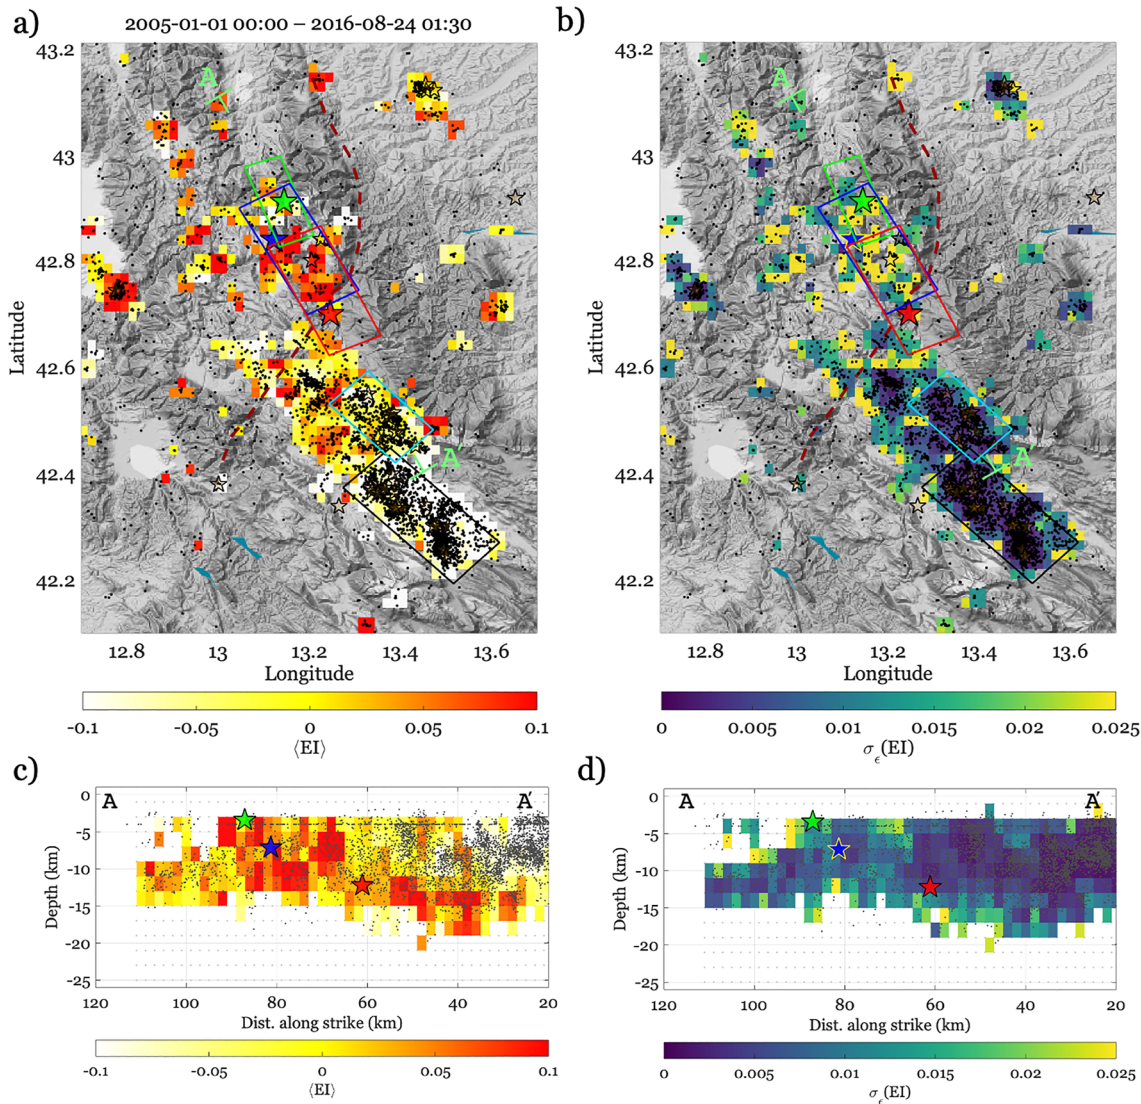 a)
2005-01-01 00:00 – 2016-08-24 01:30
b)
43.2
43
42.8
42.6
42.4
42.2
Latitude
A
A'
12.8
13
13.2
13.4
13.6
Longitude
-0.1
-0.05
0
0.05
0.1
⟨EI⟩
43.2
43
42.8
42.6
42.4
42.2
Latitude
A
A'
12.8
13
13.2
13.4
13.6
Longitude
0
0.005
0.01
0.015
0.02
0.025
σϵ(EI)
c)
A
A'
0
-5
-10
-15
-20
-25
Depth (km)
120
100
80
60
40
20
Dist. along strike (km)
-0.1
-0.05
0
0.05
0.1
⟨EI⟩
d)
A
A'
0
-5
-10
-15
-20
-25
Depth (km)
120
100
80
60
40
20
Dist. along strike (km)
0
0.005
0.01
0.015
0.02
0.025
σϵ(EI)